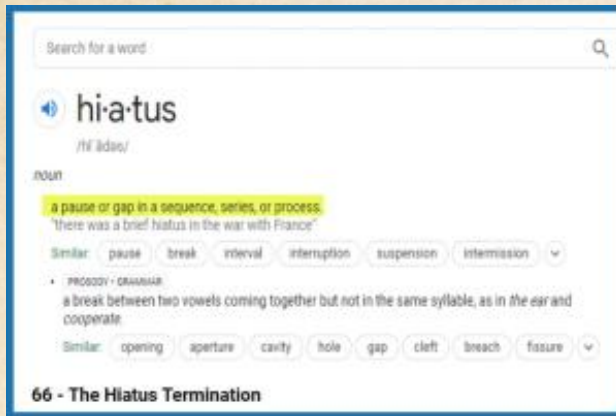 Search for a word
hi·a·tus
/hīˈādəs/
noun
a pause or gap in a sequence, series, or process.
"there was a brief hiatus in the war with France"
Similar: pause break interval interruption suspension intermission
• PROSODY • GRAMMAR
a break between two vowels coming together but not in the same syllable, as in the ear and
cooperate.
Similar: opening aperture cavity hole gap cleft breach fissure
66 - The Hiatus Termination